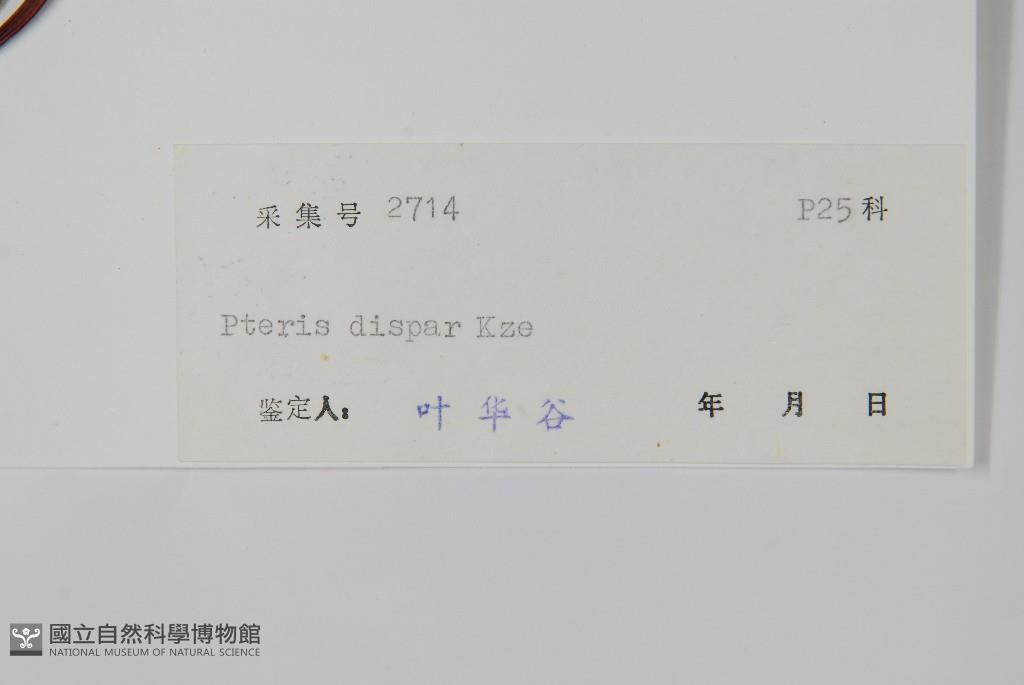 采集号 2714 P25科
Pteris dispar Kze
鉴定人: 叶华谷 年 月 日
國立自然科學博物館
NATIONAL MUSEUM OF NATURAL SCIENCE